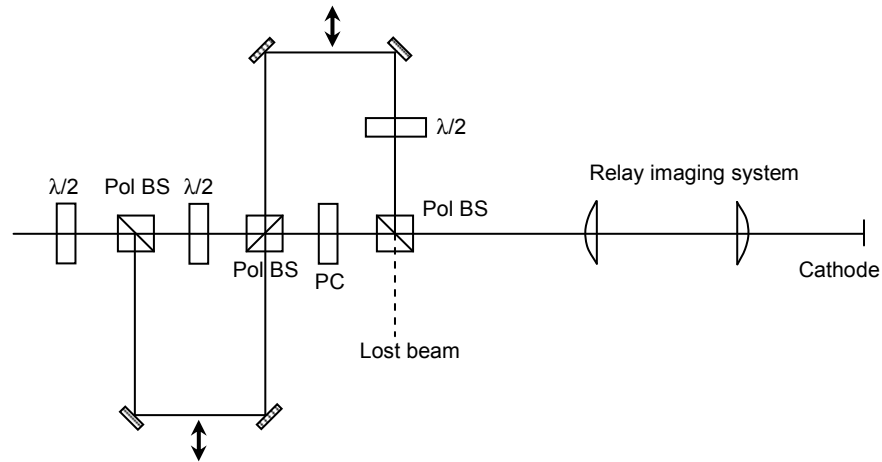 λ/2
Relay imaging system
λ/2
Pol BS
λ/2
Pol BS
Pol BS
PC
Cathode
Lost beam